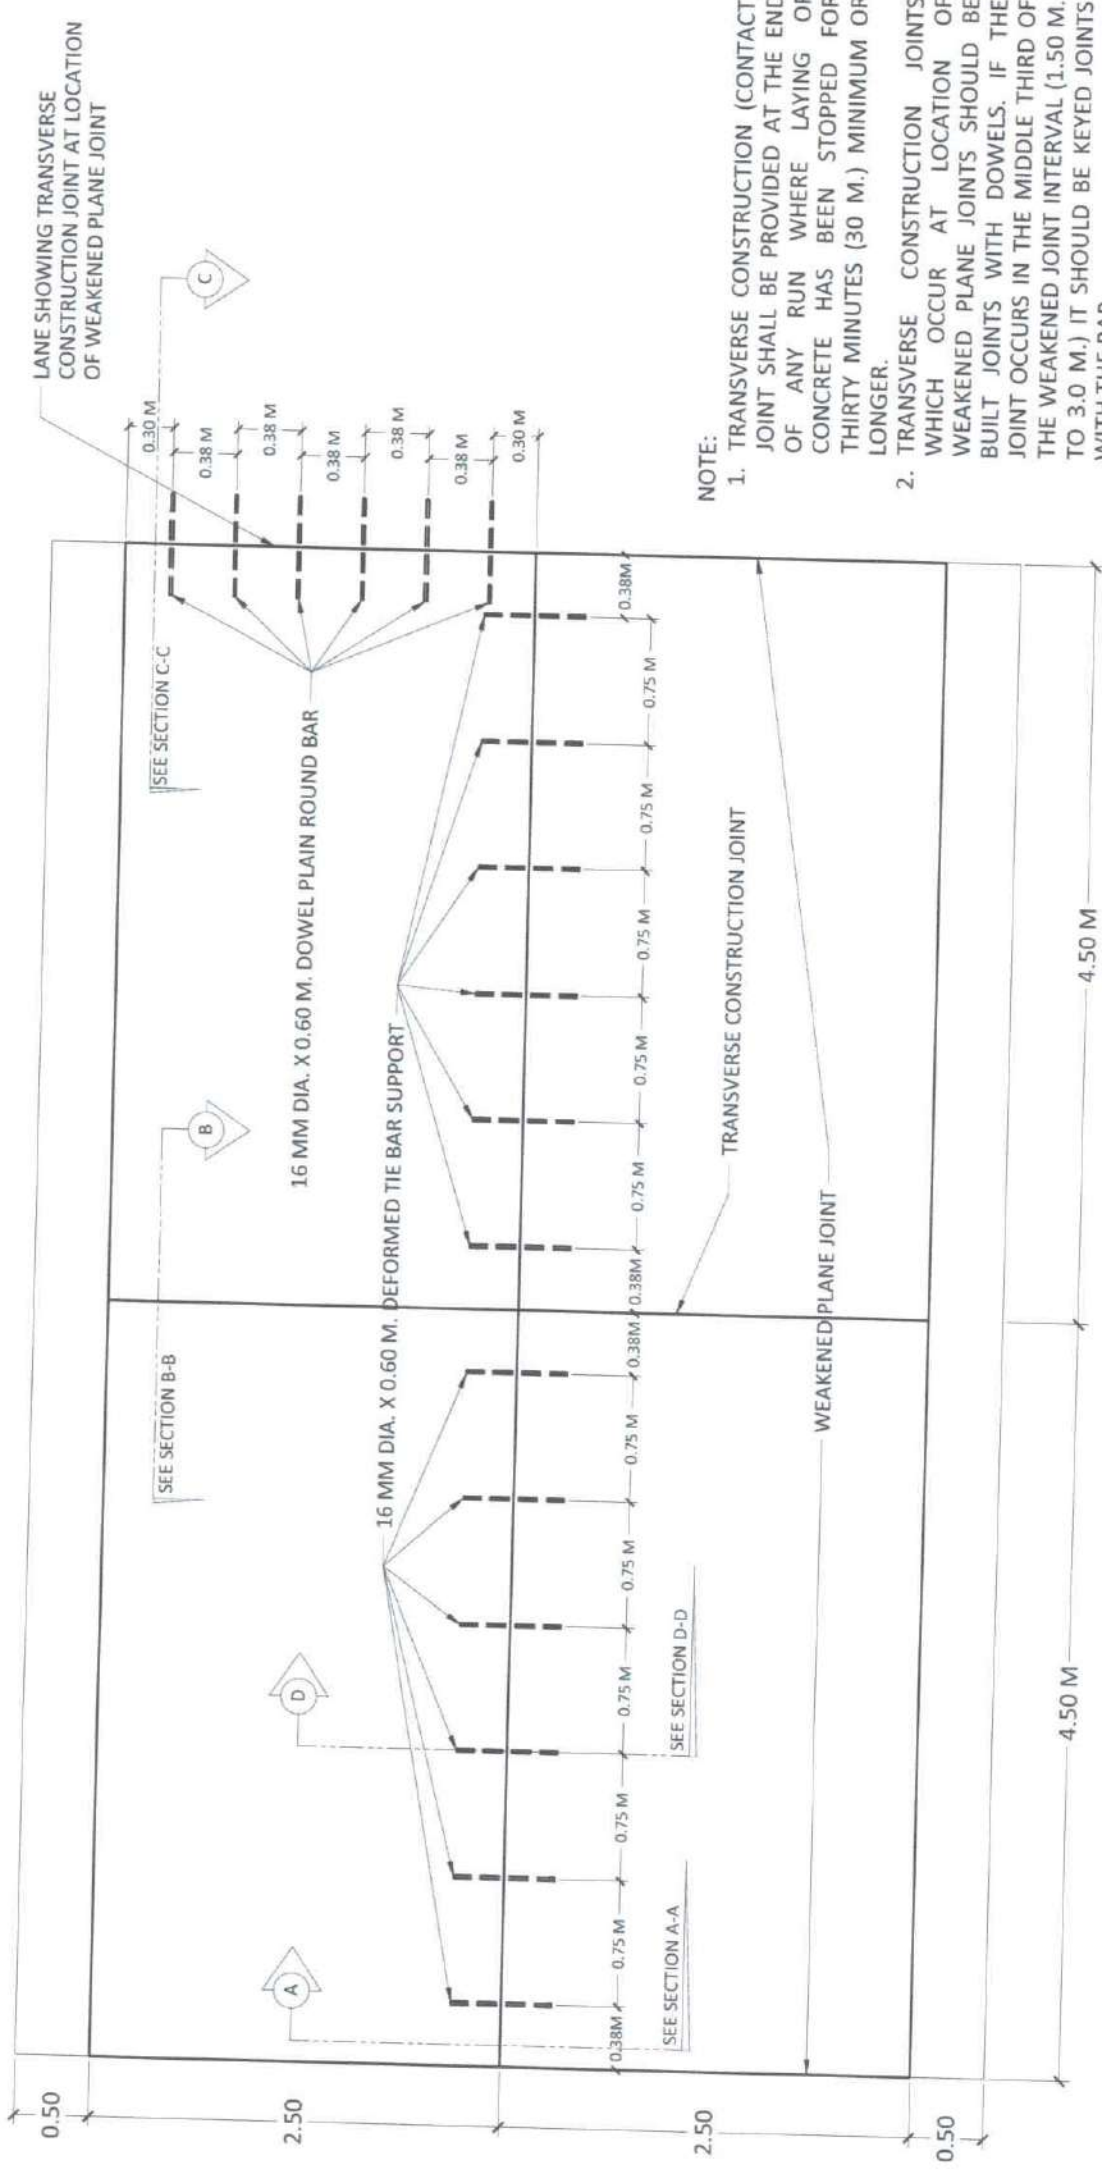 LANE SHOWING TRANSVERSE
CONSTRUCTION JOINT AT LOCATION
OF WEAKENED PLANE JOINT
C
B
SEE SECTION C-C
SEE SECTION B-B
0.30 M
0.38 M
0.38 M
0.38 M
0.38 M
0.38 M
0.30 M
16 MM DIA. X 0.60 M. DOWEL PLAIN ROUND BAR
16 MM DIA. X 0.60 M. DEFORMED TIE BAR SUPPORT
A
D
0.38M
0.75 M
0.75 M
0.75 M
0.75 M
0.75 M
0.38M
0.38M
0.75 M
0.75 M
0.75 M
0.75 M
0.75 M
0.38M
SEE SECTION A-A
SEE SECTION D-D
TRANSVERSE CONSTRUCTION JOINT
WEAKENED PLANE JOINT
0.50
2.50
2.50
0.50
4.50 M
4.50 M
NOTE:
1. TRANSVERSE CONSTRUCTION (CONTACT
JOINT SHALL BE PROVIDED AT THE END
OF ANY RUN WHERE LAYING OF
CONCRETE HAS BEEN STOPPED FOR
THIRTY MINUTES (30 M.) MINIMUM OR
LONGER.
2. TRANSVERSE CONSTRUCTION JOINTS
WHICH OCCUR AT LOCATION OF
WEAKENED PLANE JOINTS SHOULD BE
BUILT JOINTS WITH DOWELS. IF THE
JOINT OCCURS IN THE MIDDLE THIRD OF
THE WEAKENED JOINT INTERVAL (1.50 M.
TO 3.0 M.) IT SHOULD BE KEYED JOINTS
WITH THE BAR